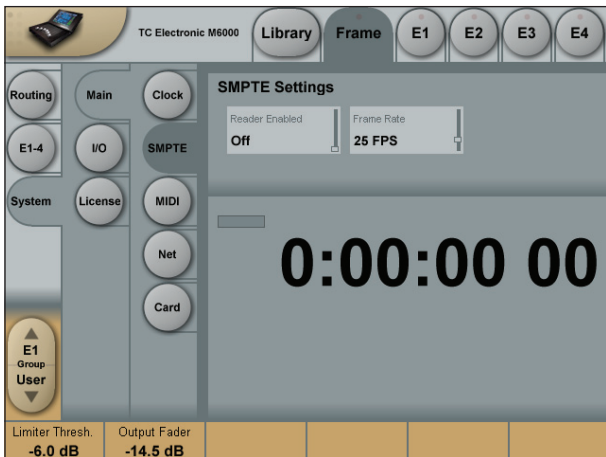 TC Electronic M6000
Library
Frame
E1
E2
E3
E4
Routing
Main
Clock
E1-4
I/O
SMPTE
System
License
MIDI
Net
Card
SMPTE Settings
Reader Enabled
Off
Frame Rate
25 FPS
0:00:00 00
E1
Group
User
Limiter Thresh.
-6.0 dB
Output Fader
-14.5 dB